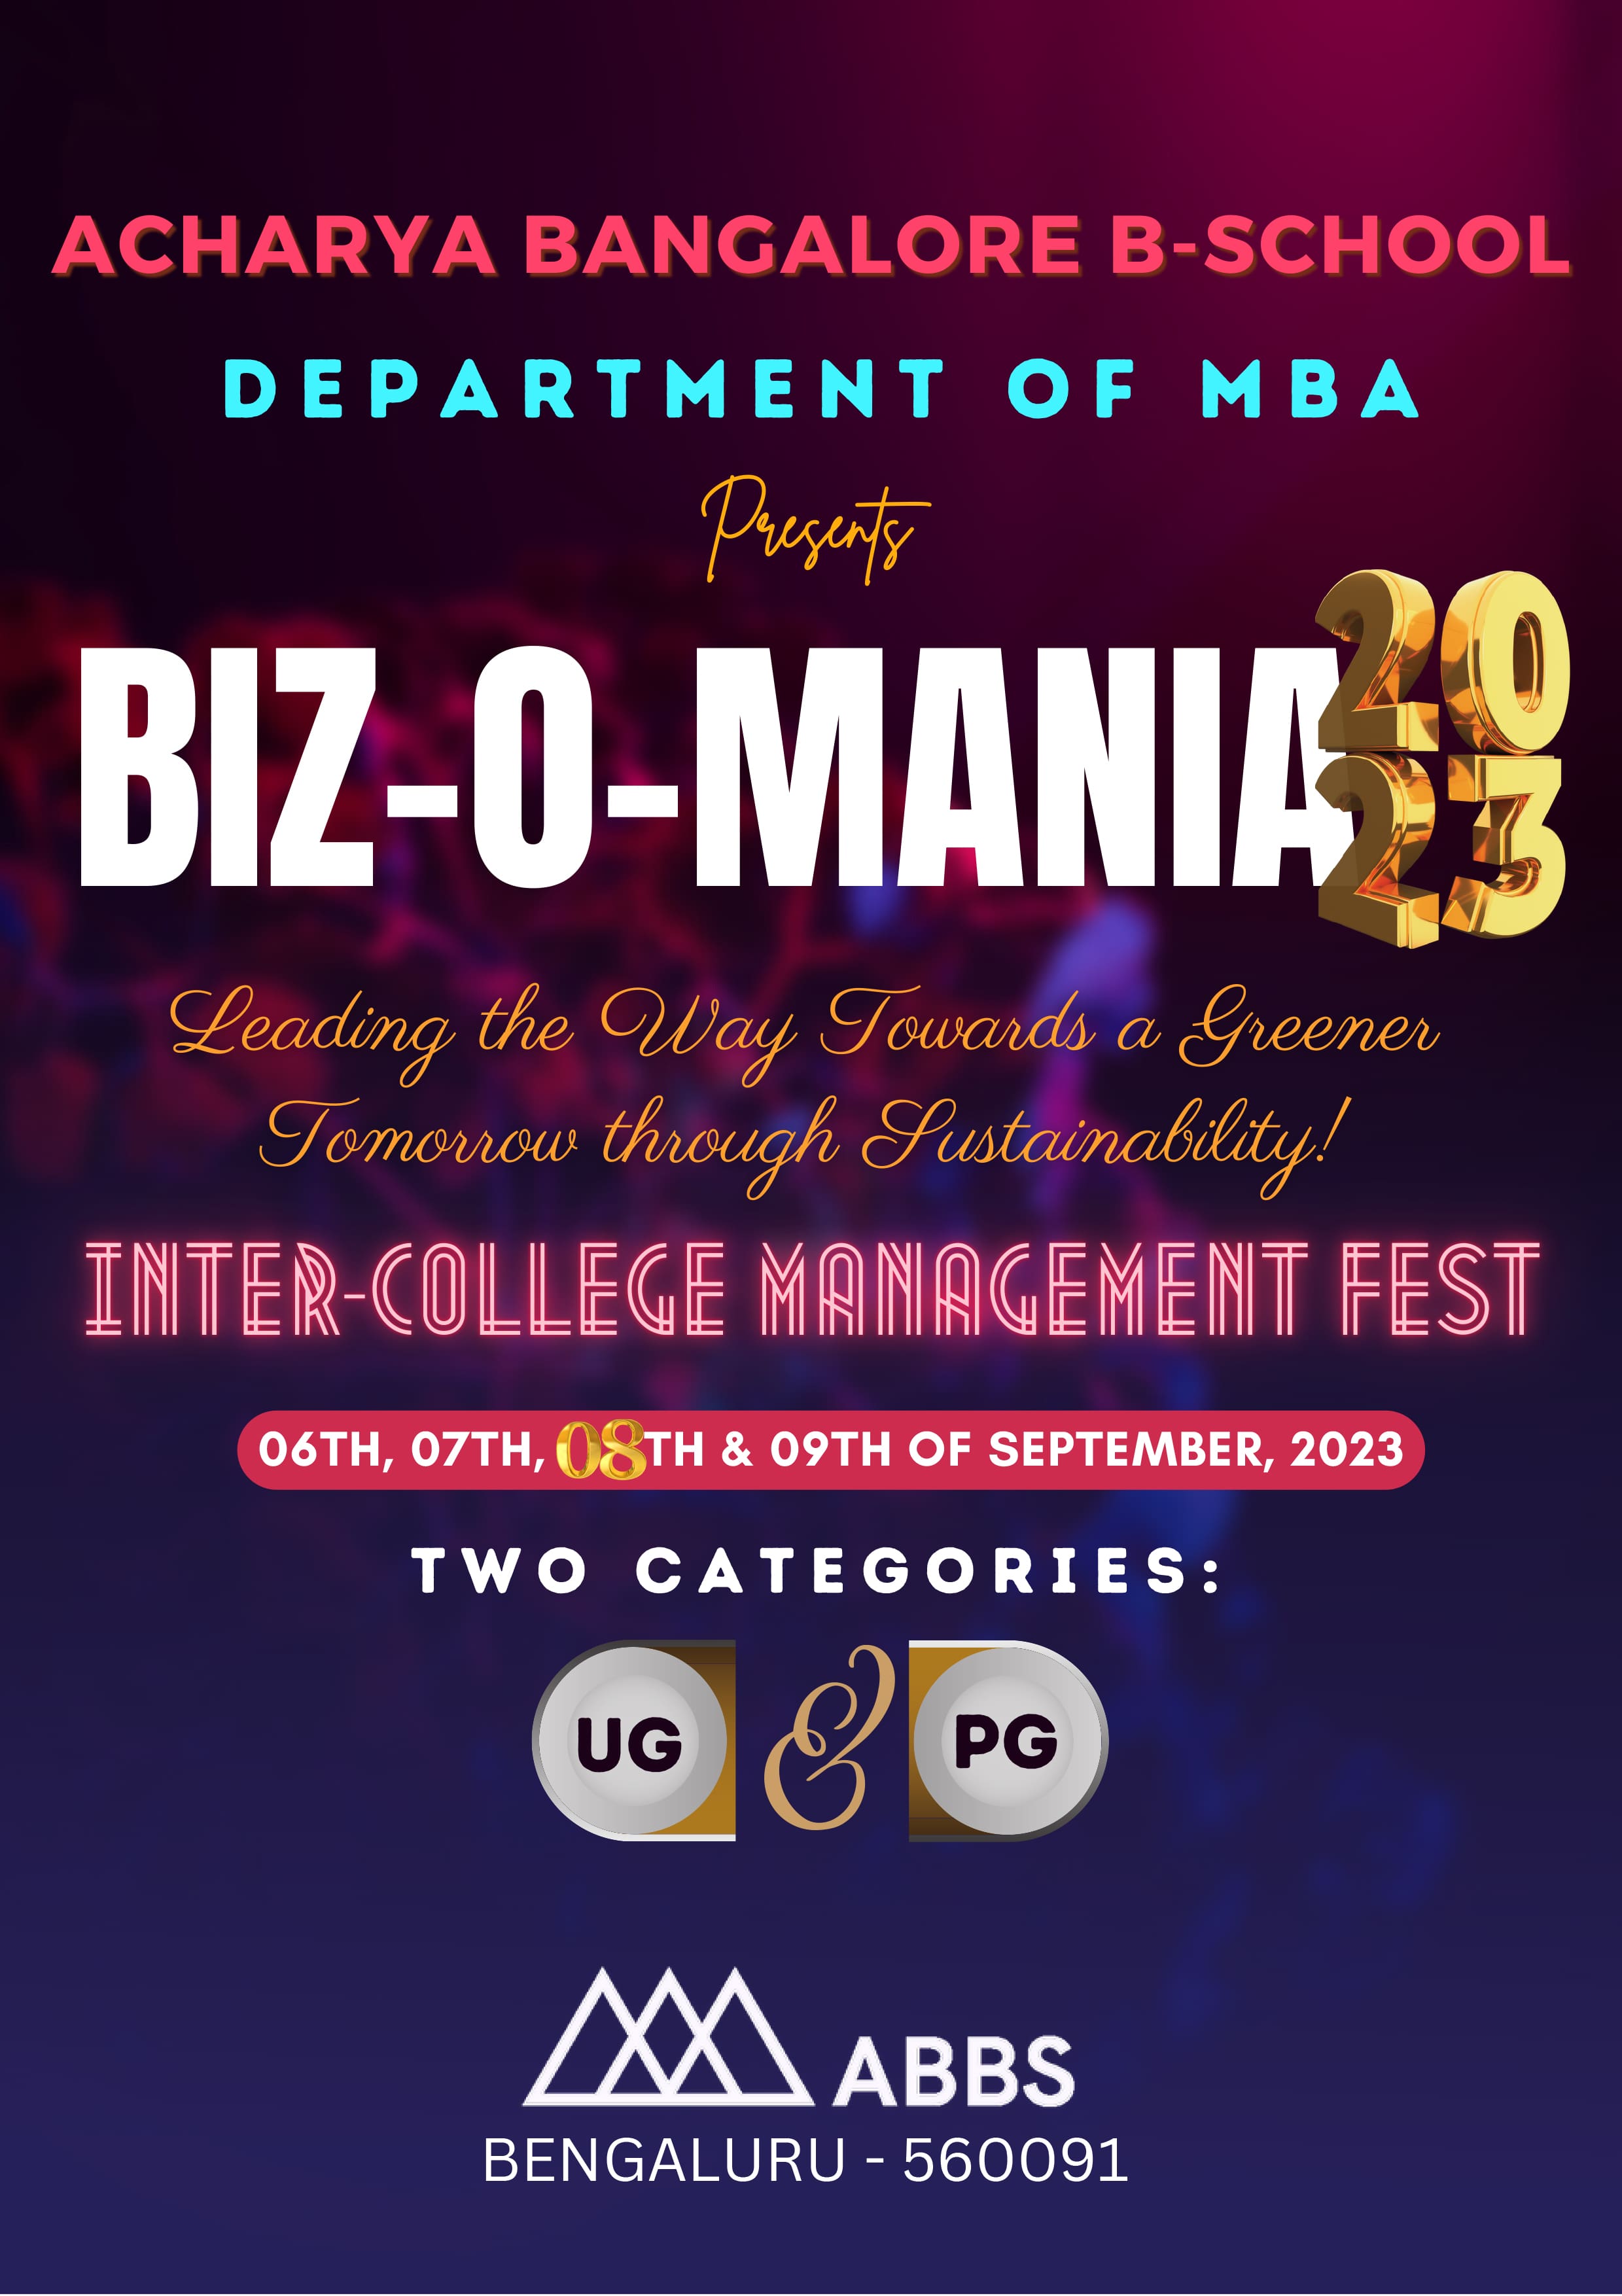 ACHARYA BANGALORE B-SCHOOL
DEPARTMENT OF MBA
Presents
BIZ-O-MANIA 2023
Leading the Way Towards a Greener
Tomorrow through Sustainability!
INTER-COLLEGE MANAGEMENT FEST
06TH, 07TH, 08TH & 09TH OF SEPTEMBER, 2023
TWO CATEGORIES:
UG & PG
ABBS
BENGALURU - 560091